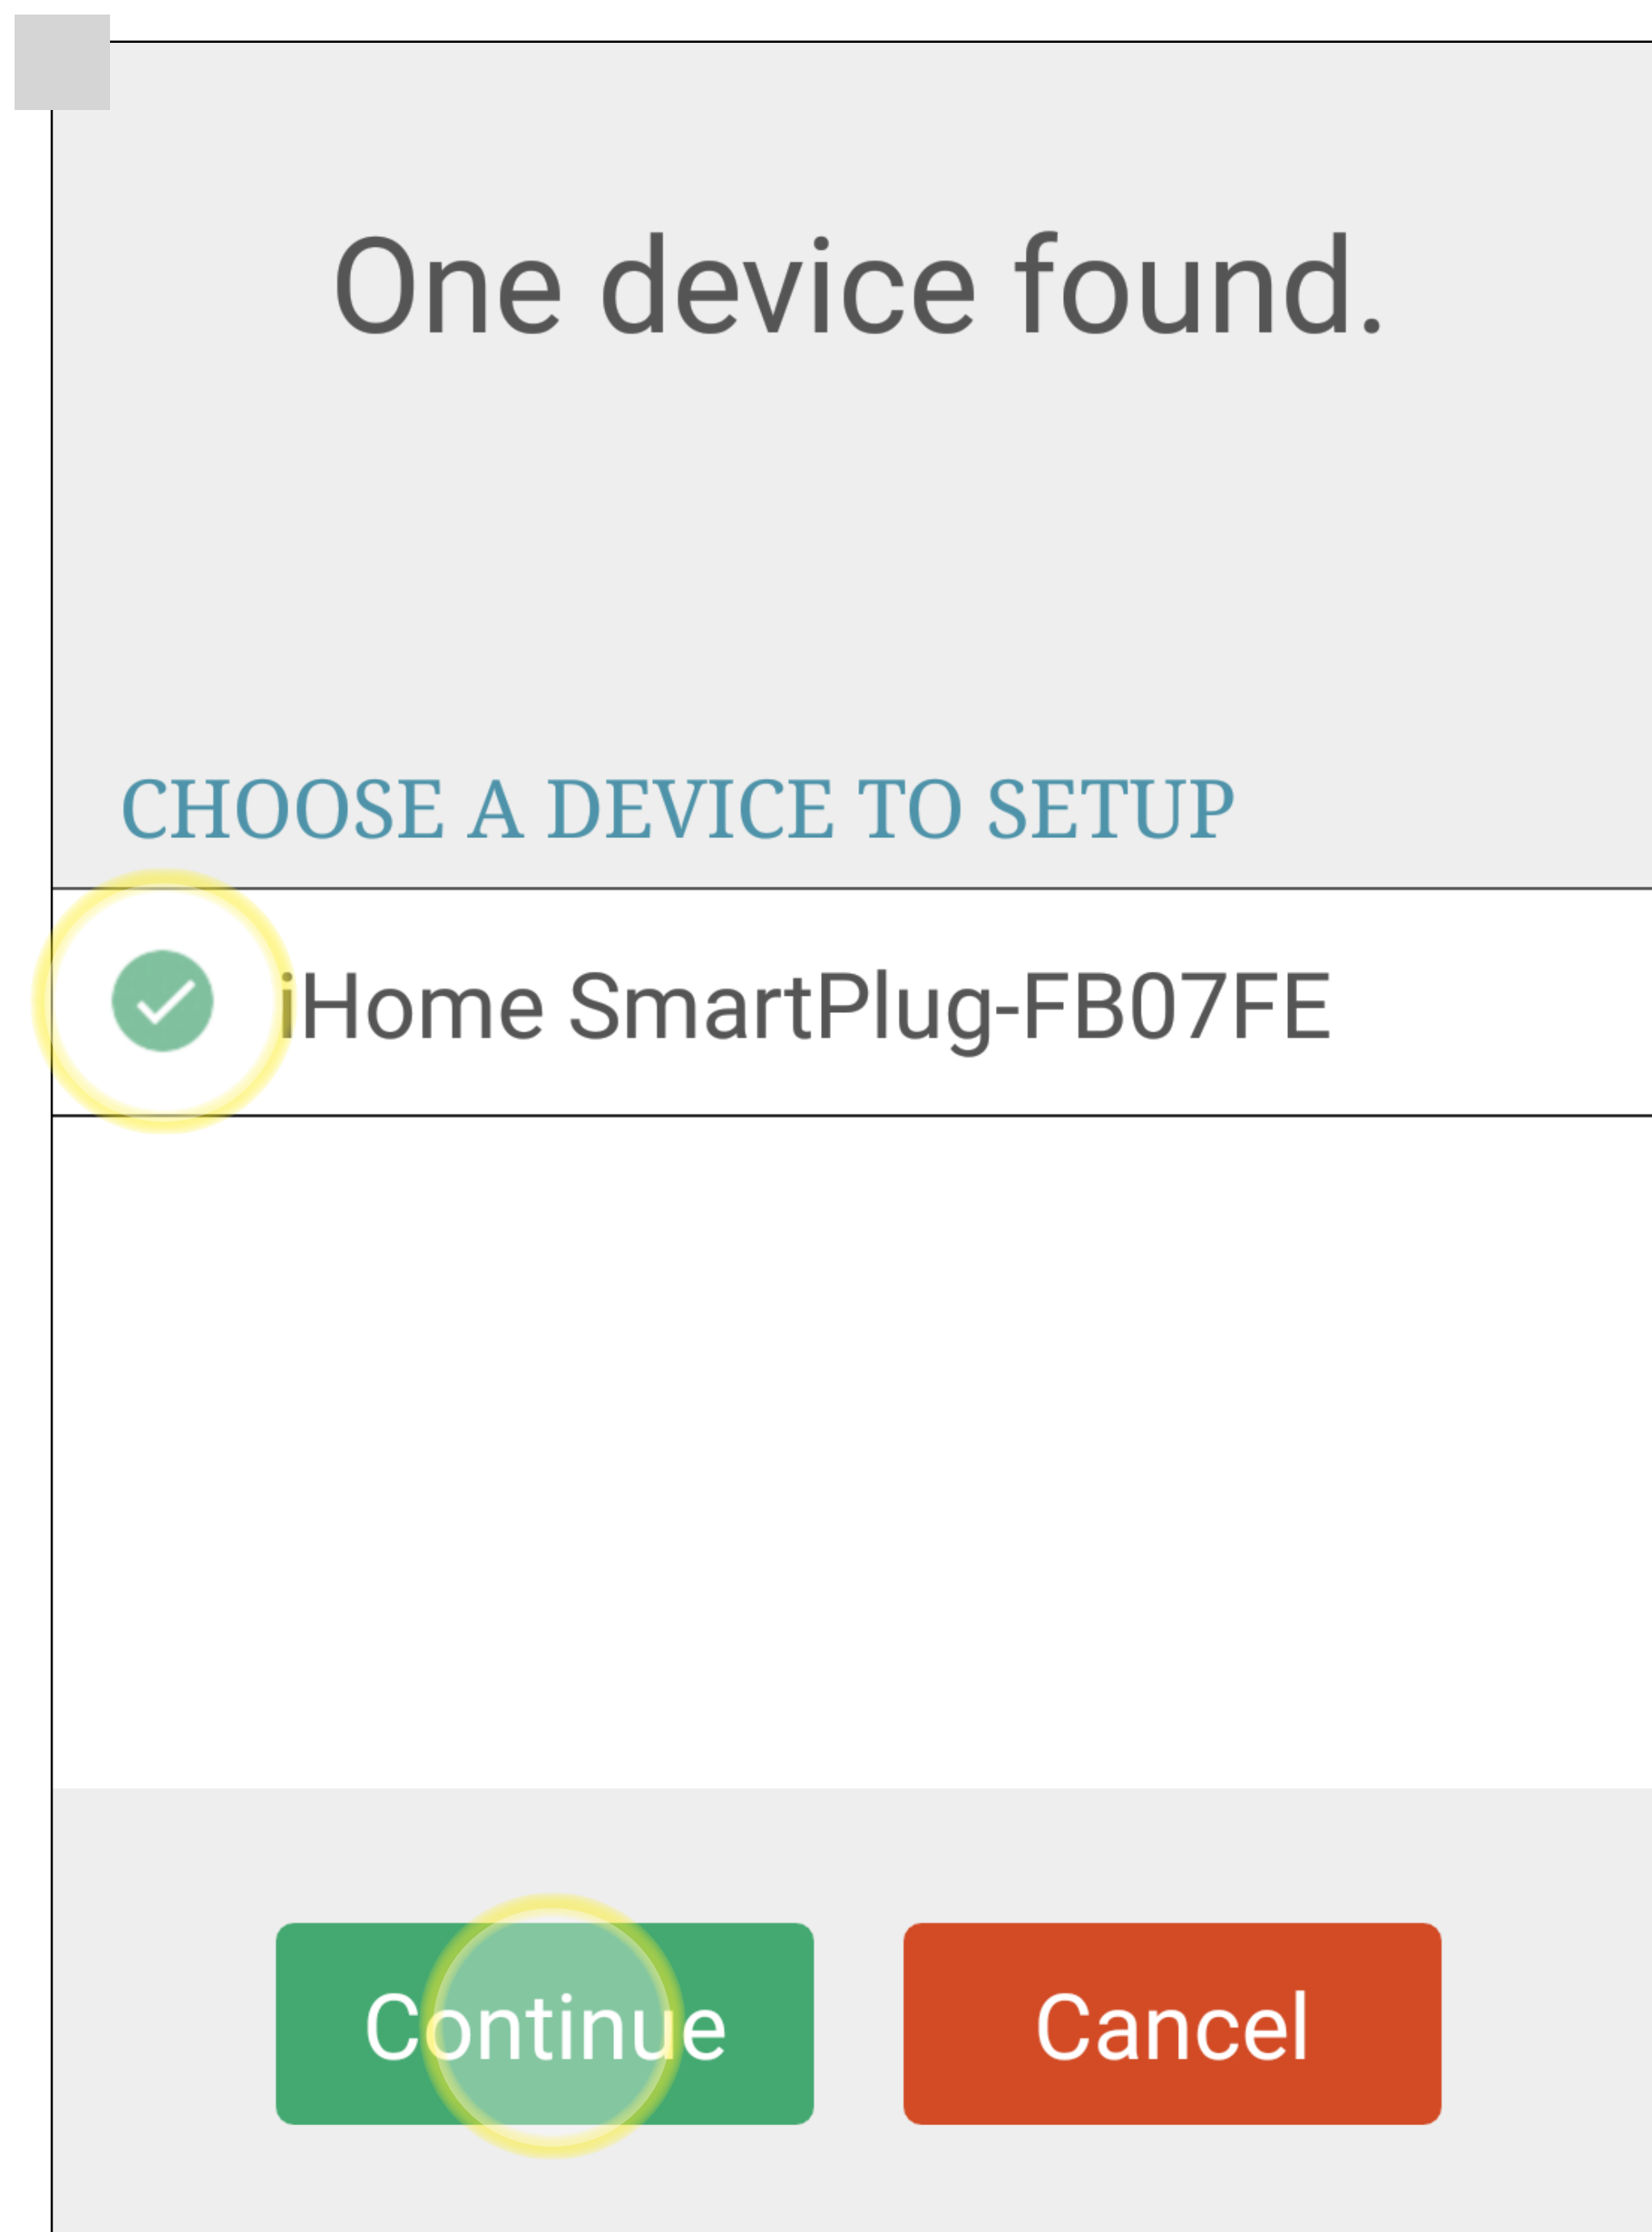 One device found.
CHOOSE A DEVICE TO SETUP
iHome SmartPlug-FB07FE
Continue
Cancel